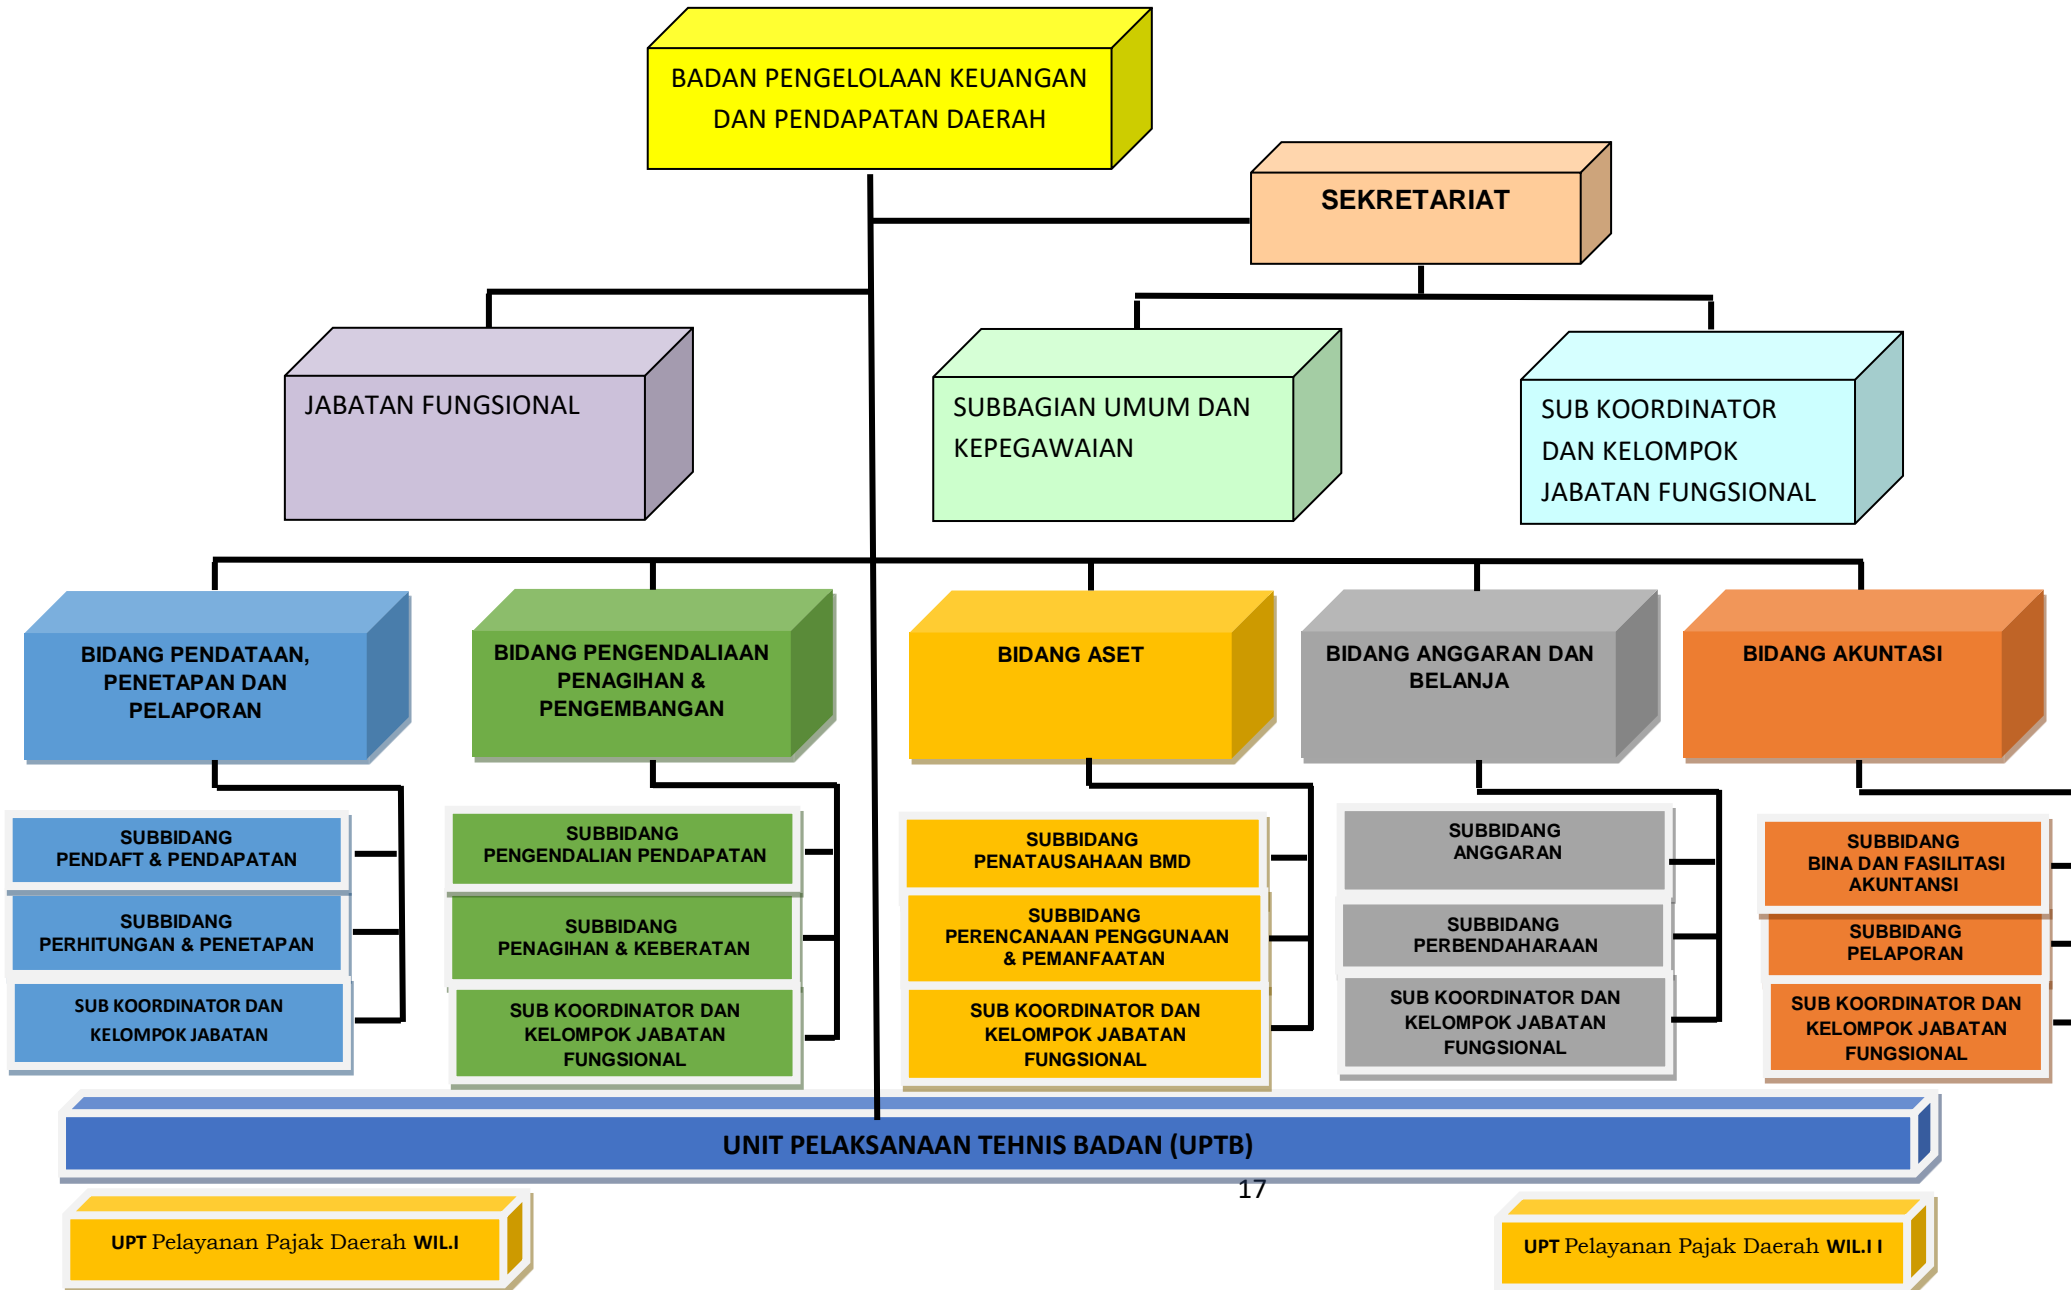 BADAN PENGELOLAAN KEUANGAN
DAN PENDAPATAN DAERAH
SEKRETARIAT
JABATAN FUNGSIONAL
SUBBAGIAN UMUM DAN
KEPEGAWAIAN
SUB KOORDINATOR
DAN KELOMPOK
JABATAN FUNGSIONAL
BIDANG PENDATAAN,
PENETAPAN DAN
PELAPORAN
BIDANG PENGENDALIAAN
PENAGIHAN &
PENGEMBANGAN
BIDANG ASET
BIDANG ANGGARAN DAN
BELANJA
BIDANG AKUNTASI
SUBBIDANG
PENDAFT & PENDAPATAN
SUBBIDANG
PERHITUNGAN & PENETAPAN
SUB KOORDINATOR DAN
KELOMPOK JABATAN
SUBBIDANG
PENGENDALIAN PENDAPATAN
SUBBIDANG
PENAGIHAN & KEBERATAN
SUB KOORDINATOR DAN
KELOMPOK JABATAN
FUNGSIONAL
SUBBIDANG
PENATAUSAHAAN BMD
SUBBIDANG
PERENCANAAN PENGGUNAAN
& PEMANFAATAN
SUB KOORDINATOR DAN
KELOMPOK JABATAN
FUNGSIONAL
SUBBIDANG
ANGGARAN
SUBBIDANG
PERBENDAHARAAN
SUB KOORDINATOR DAN
KELOMPOK JABATAN
FUNGSIONAL
SUBBIDANG
BINA DAN FASILITASI
AKUNTANSI
SUBBIDANG
PELAPORAN
SUB KOORDINATOR DAN
KELOMPOK JABATAN
FUNGSIONAL
UNIT PELAKSANAAN TEHNIS BADAN (UPTB)
17
UPT Pelayanan Pajak Daerah WIL.I
UPT Pelayanan Pajak Daerah WIL.I I